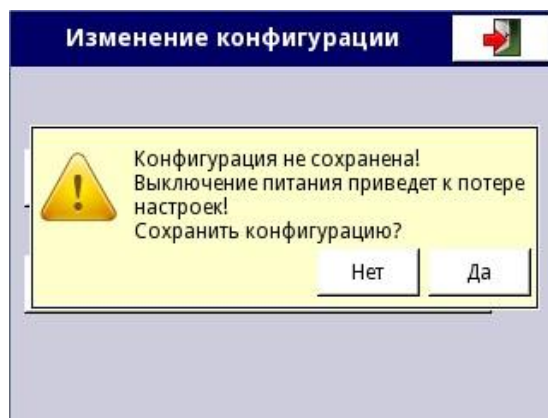 Изменение конфигурации
Конфигурация не сохранена!
Выключение питания приведет к потере
настроек!
Сохранить конфигурацию?
Нет Да